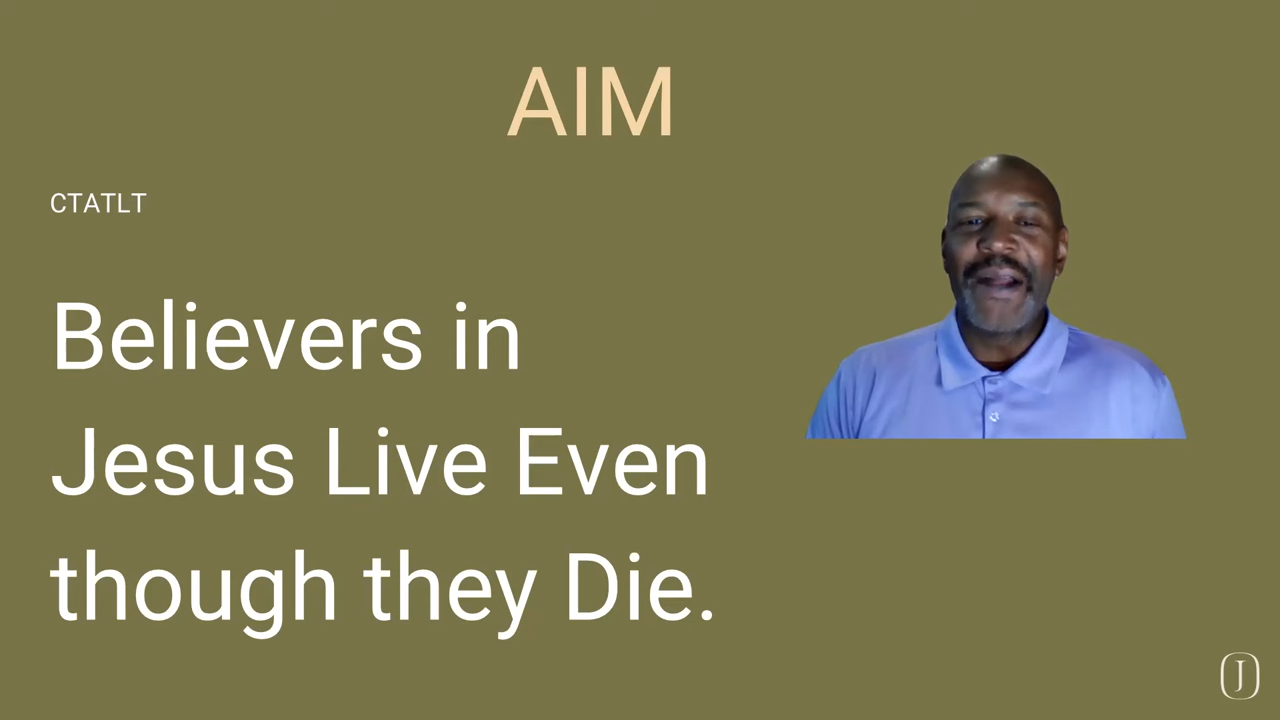 AIM
CTATLT
Believers in
Jesus Live Even
though they Die.
J